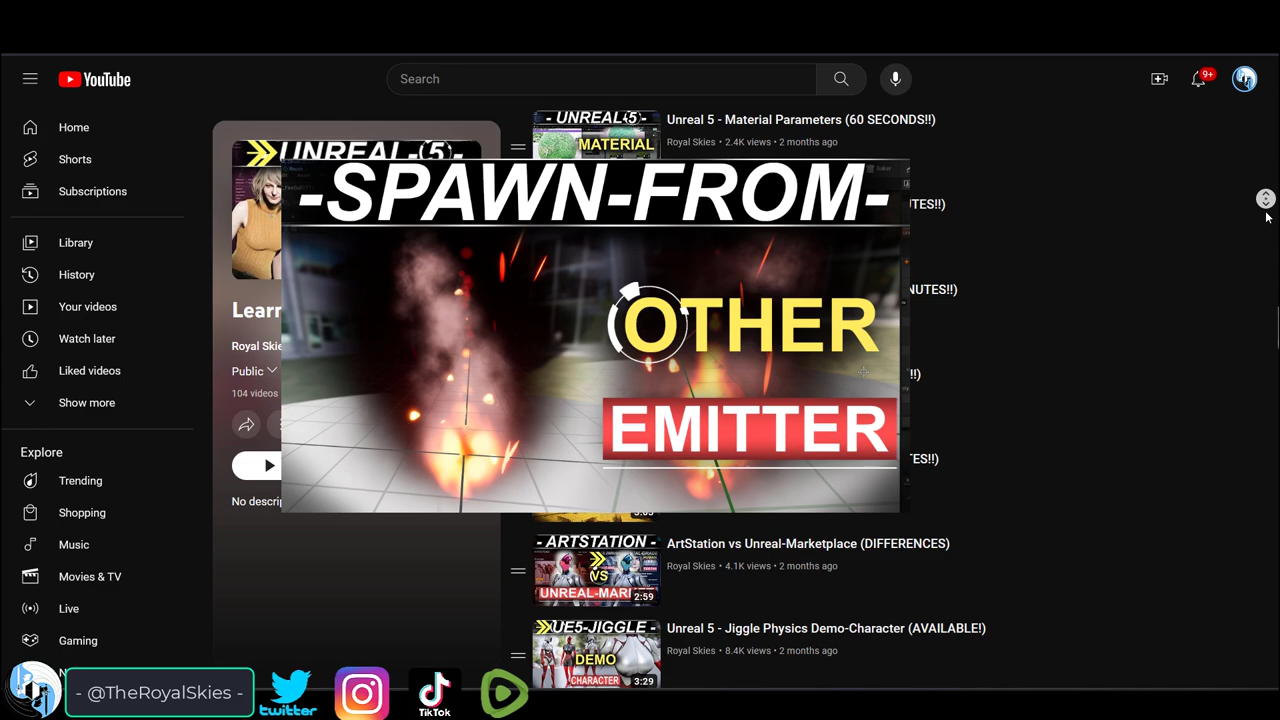 YouTube
Search
9+
Home
Shorts
Subscriptions
Library
History
Your videos
Watch later
Liked videos
Show more
Explore
Trending
Shopping
Music
Movies & TV
Live
Gaming
UNREAL-5-
Learn
Royal Skie
Public
104 videos
No descrip
-SPAWN-FROM-
OTHER
EMITTER
- UNREAL-5 -
MATERIAL
Unreal 5 - Material Parameters (60 SECONDS!!)
Royal Skies • 2.4K views • 2 months ago
UTES!!)
NUTES!!)
!!)
TES!!)
- ARTSTATION -
VS
UNREAL-MAR
2:59
ArtStation vs Unreal-Marketplace (DIFFERENCES)
Royal Skies • 4.1K views • 2 months ago
UE5-JIGGLE -
DEMO
CHARACTER
3:29
Unreal 5 - Jiggle Physics Demo-Character (AVAILABLE!)
Royal Skies • 8.4K views • 2 months ago
- @TheRoyalSkies -
twitter
TikTok